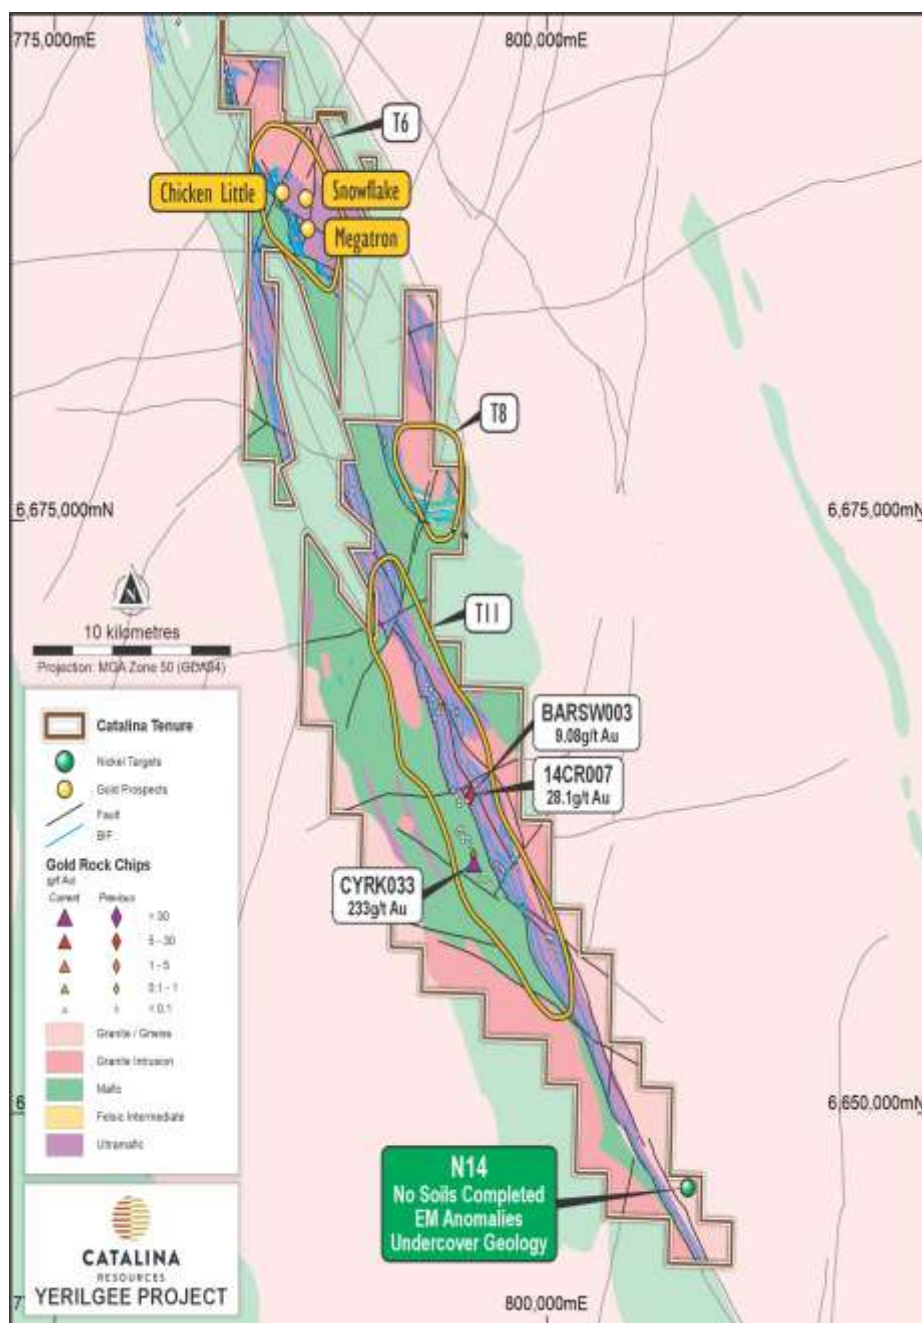 775,000mE
800,000mE
T6
Chicken Little
Snowflake
Megatron
T8
6,675,000mN
6,675,000mN
N
10 kilometres
T11
Projection: MGA Zone 50 (GDA94)
BARSW003
9.08g/t Au
14CR007
28.1g/t Au
CYRK033
233g/t Au
Catalina Tenure
Nickel Targets
Gold Prospects
Fault
BIF
Gold Rock Chips
g/t Au
Current
Previous
5 - 30
1 - 5
0.1 - 1
< 0.1
Granite / Gneiss
Granite Intrusion
Mafic
Felsic Intermediate
Ultramafic
6,650,000mN
N14
No Soils Completed
EM Anomalies
Undercover Geology
CATALINA
RESOURCES
YERILGEE PROJECT
800,000mE